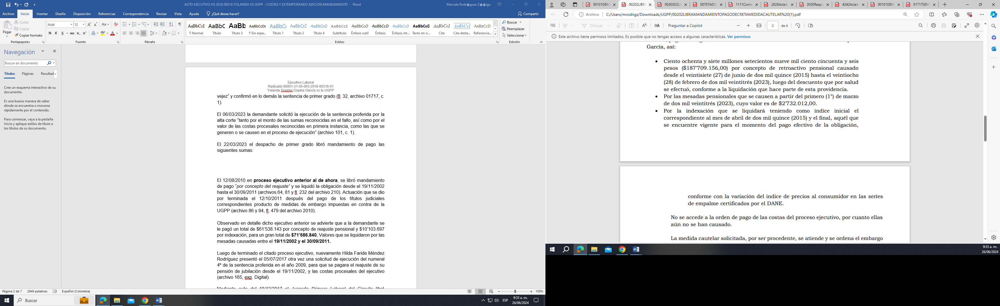 AUTO EJECUTIVO HS 2018-00316 YOLANDA VS UGPP - COSTAS Y EXTEMPORANEO ADICION MANDAMIENTO - Word
Marcela Rodr�guez Z��iga
Archivo Inicio Insertar Diseño Disposición Referencias Correspondencia Revisar Vista Ayuda ¿Qué desea hacer?
Compartir
Pegar
Cortar
Copiar
Copiar formato
Portapapeles
Arial 12
Fuente
Párrafo
AaBbCcI AaBbC AaBb AaBbCcDc AaBbC AaBbCcE AaBbCcD AaBbCcD AaBbCcD AaBbCcD AaBbCcD AaBbCcD AaBbCcI AaBbCcI AaBbCcD
¶ Normal Título Título 3 ¶ Sin espa... Título 1 Título 2 Título 4 Subtítulo Énfasis sutil Énfasis Énfasis int... Texto en n... Cita Cita desta... Referencia...
Estilos
Buscar
Reemplazar
Seleccionar
Edición
Navegación
Buscar en documento
Títulos Páginas Resultad
Cree un esquema interactivo de su
documento.
Es una buena manera de saber
dónde se encuentra o moverse
rápidamente por el contenido.
Para comenzar, vaya a la pestaña
Inicio y aplique estilos de título a
los títulos de su documento.
Ejecutivo Laboral
Radicado 66001-31-05-003-2018-00316-01
Yolanda Sneider Ospina García vs la UGPP
vejez” y confirmó en lo demás la sentencia de primer grado (fl. 32, archivo 01717, c.
1).
El 06/03/2023 la demandante solicitó la ejecución de la sentencia proferida por la
alta corte “tanto por el monto de las sumas reconocidas en el fallo, así como por el
valor de las costas procesales reconocidas en primera instancia, como las que se
generen o se causen en el proceso de ejecución” (archivo 101, c. 1).
El 22/03/2023 el despacho de primer grado libró mandamiento de pago las
siguientes sumas:
El 12/08/2010 en proceso ejecutivo anterior al de ahora, se libró mandamiento
de pago “por concepto del reajuste” y se liquidó la obligación desde el 19/11/2002
hasta el 30/09/2011 (archivos 64, 81 y fl. 232 del archivo 210). Actuación que se dio
por terminada el 12/10/2011 después del pago de los títulos judiciales
correspondientes producto de medidas de embargo impuestas en contra de la
UGPP (archivo 86 y 94, fl. 479 del archivo 2010).
Observado en detalle dicho ejecutivo anterior se advierte que a la demandante se
le pagó un total de $61’538.143 por concepto de reajuste pensional y $10’103.697
por indexación, para un gran total de $71’686.840. Valores que se liquidaron por las
mesadas causadas entre el 19/11/2002 y el 30/09/2011.
Luego de terminado el citado proceso ejecutivo, nuevamente Hilda Faride Méndez
Rodríguez presentó el 05/07/2017 otra vez una solicitud de ejecución del numeral
4º de la sentencia proferida en el año 2009, para que se pagara el reajuste de su
pensión de jubilación desde el 19/11/2002, y las costas procesales del ejecutivo
(archivo 165, exp. Digital).
Mediante auto del 18/12/2017 el Juzgado Primero Laboral del Circuito libró
Página 2 de 7 2849 palabras Español (Colombia)
100%
Buscar
ESP
9:33 a. m.
26/06/2024
00101DEM 00202LIBRA 00303SOLI 00707ADIC 1111Conte 2626ActaA 3030Respu 4242ActaA 00101DEM 01717SENT
Archivo C:/Users/mrodrigz/Downloads/UGPP/00202LIBRAMANDAMIENTOPAGODECRETAMEDIDACAUTELAR%20(1).pdf
Dibujar
Preguntar a Copilot
2 de 4
Este archivo tiene permisos limitados. Es posible que no tengas acceso a algunas características. Ver permisos
García, así:
• Ciento ochenta y siete millones setecientos nueve mil ciento cincuenta y seis
pesos ($187’709.156,00) por concepto de retroactivo pensional causado
desde el veintisiete (27) de junio de dos mil quince (2015) hasta el veintiocho
(28) de febrero de dos mil veintitrés (2023), luego del descuento que por salud
se efectuó, conforme a la liquidación que hace parte de esta providencia.
• Por las mesadas pensionales que se causen a partir del primero (1°) de marzo
de dos mil veintitrés (2023), cuyo valor es de $2’732.012,00.
• Por la indexación que se liquidará teniendo como índice inicial el
correspondiente al mes de abril de dos mil quince (2015) y el final, aquél que
se encuentre vigente para el momento del pago efectivo de la obligación,
conforme con la variación del índice de precios al consumidor en las series
de empalme certificados por el DANE.
No se accede a la orden de pago de las costas del proceso ejecutivo, por cuanto ellas
aún no se han causado.
La medida cautelar solicitada, por ser procedente, se atiende y se ordena el embargo
9:33 a. m.
26/06/2024